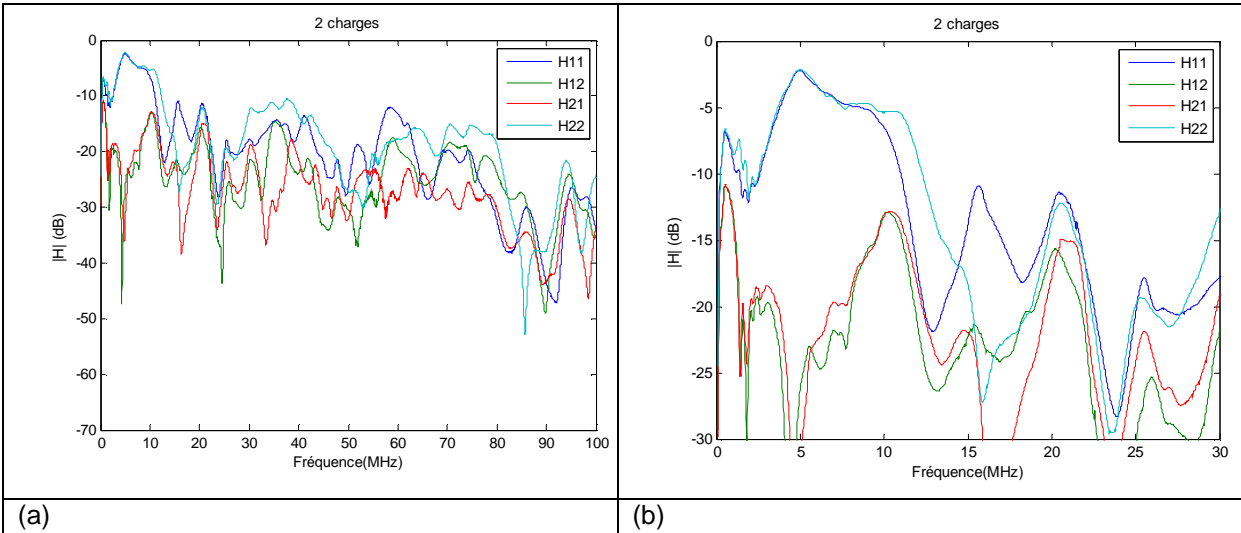 2 charges
0
-10
-20
-30
-40
-50
-60
-70
|H| (dB)
0 10 20 30 40 50 60 70 80 90 100
Fréquence(MHz)
H11
H12
H21
H22
(a)
2 charges
0
-5
-10
-15
-20
-25
-30
|H| (dB)
0 5 10 15 20 25 30
Fréquence(MHz)
H11
H12
H21
H22
(b)